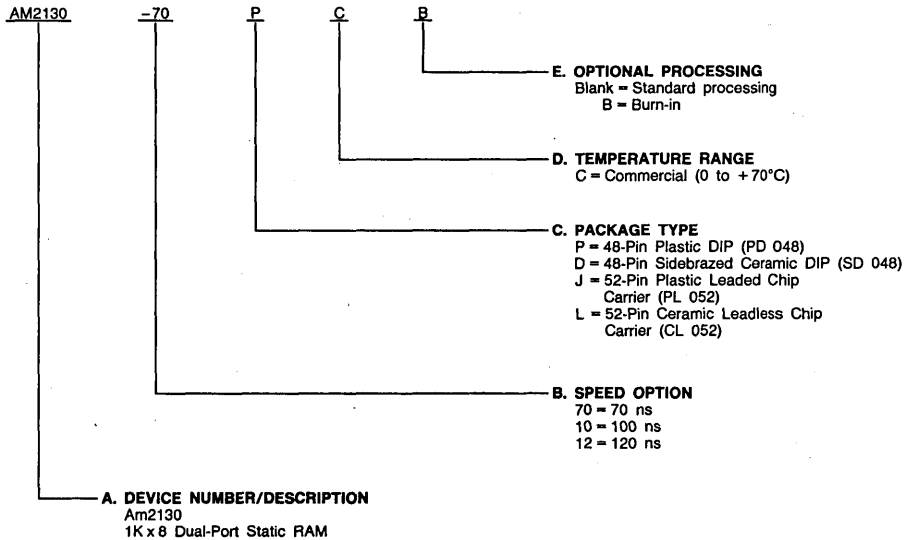 AM2130 -70 P C B
E. OPTIONAL PROCESSING
Blank = Standard processing
B = Burn-in
D. TEMPERATURE RANGE
C = Commercial (0 to +70°C)
C. PACKAGE TYPE
P = 48-Pin Plastic DIP (PD 048)
D = 48-Pin Sidebrazed Ceramic DIP (SD 048)
J = 52-Pin Plastic Leaded Chip
Carrier (PL 052)
L = 52-Pin Ceramic Leadless Chip
Carrier (CL 052)
B. SPEED OPTION
70 = 70 ns
10 = 100 ns
12 = 120 ns
A. DEVICE NUMBER/DESCRIPTION
Am2130
1K x 8 Dual-Port Static RAM